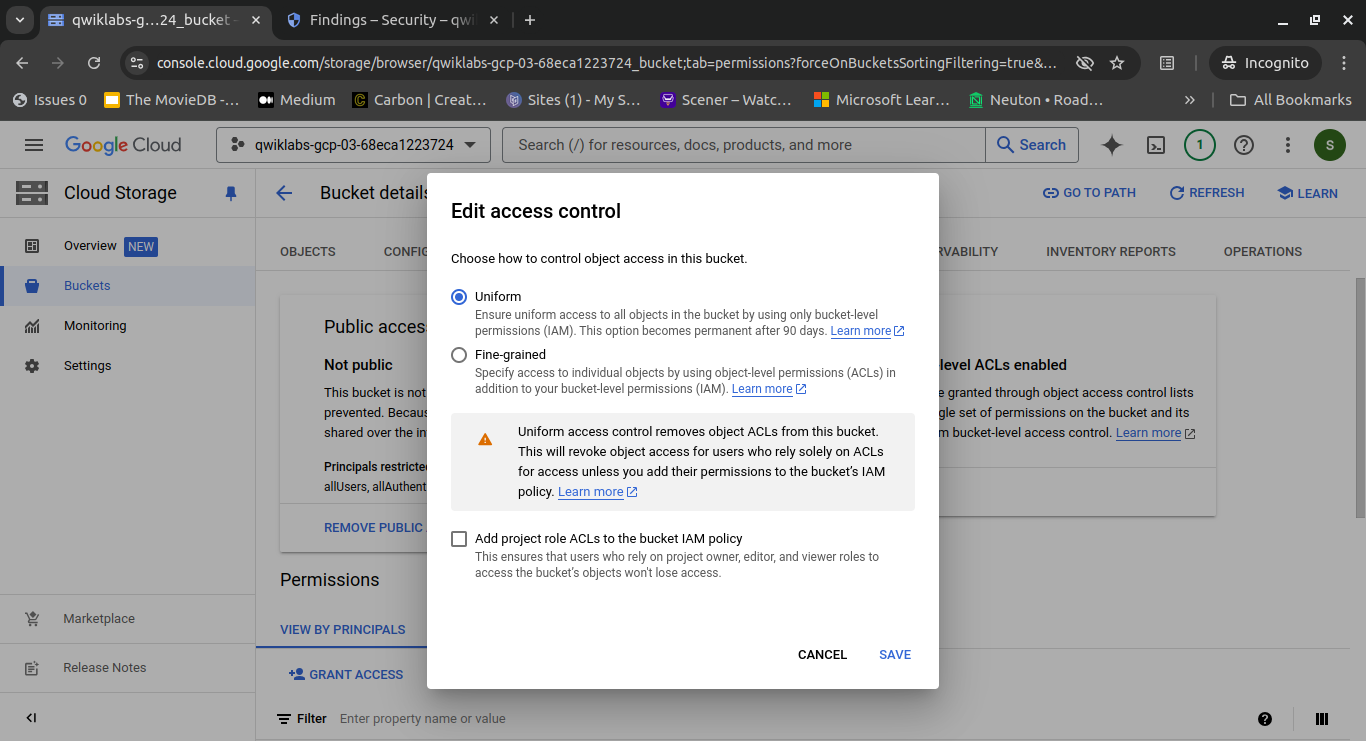 qwiklabs-g…24_bucket –
Findings – Security – qwi
console.cloud.google.com/storage/browser/qwiklabs-gcp-03-68eca1223724_bucket;tab=permissions?forceOnBucketsSortingFiltering=true&…
Incognito
Issues 0
The MovieDB -…
Medium
Carbon | Creat…
Sites (1) - My S…
Scener – Watc…
Microsoft Lear…
Neuton • Road…
»
All Bookmarks
Google Cloud
qwiklabs-gcp-03-68eca1223724
Search (/) for resources, docs, products, and more
Search
1
S
Cloud Storage
Bucket details
GO TO PATH
REFRESH
LEARN
Overview NEW
Buckets
Monitoring
Settings
Marketplace
Release Notes
OBJECTS
CONFIG
RVABILITY
INVENTORY REPORTS
OPERATIONS
Public access
Not public
This bucket is not
prevented. Becau
shared over the in
Principals restricted
allUsers, allAuthent
REMOVE PUBLIC A
level ACLs enabled
e granted through object access control lists
gle set of permissions on the bucket and its
m bucket-level access control. Learn more
Permissions
VIEW BY PRINCIPALS
GRANT ACCESS
Filter Enter property name or value
Edit access control
Choose how to control object access in this bucket.
Uniform
Ensure uniform access to all objects in the bucket by using only bucket-level
permissions (IAM). This option becomes permanent after 90 days. Learn more
Fine-grained
Specify access to individual objects by using object-level permissions (ACLs) in
addition to your bucket-level permissions (IAM). Learn more
Uniform access control removes object ACLs from this bucket.
This will revoke object access for users who rely solely on ACLs
for access unless you add their permissions to the bucket’s IAM
policy. Learn more
Add project role ACLs to the bucket IAM policy
This ensures that users who rely on project owner, editor, and viewer roles to
access the bucket’s objects won't lose access.
CANCEL
SAVE